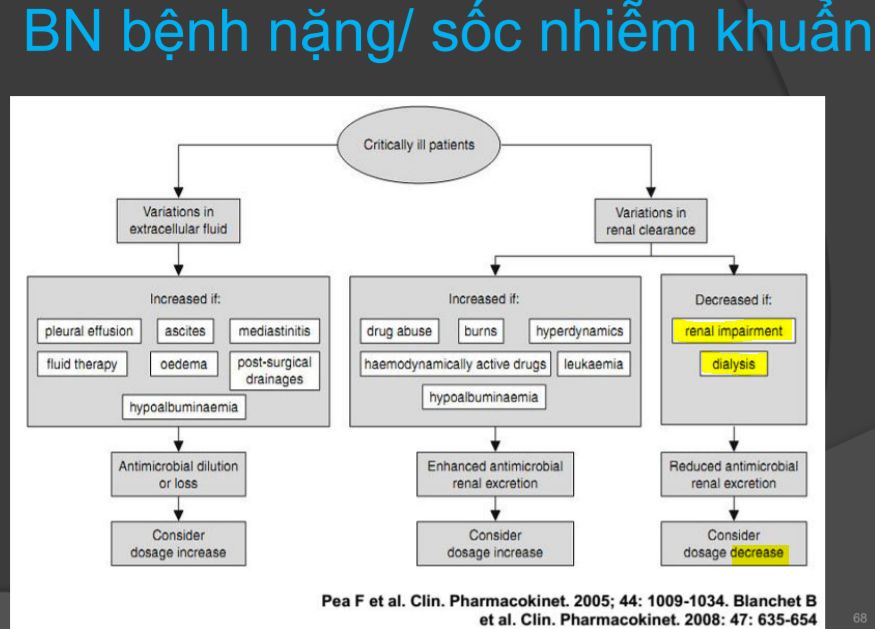 BN bệnh nặng/ sốc nhiễm khuẩn
Critically ill patients
Variations in
extracellular fluid
Variations in
renal clearance
Increased if:
pleural effusion
ascites
mediastinitis
fluid therapy
oedema
post-surgical
drainages
hypoalbuminaemia
Increased if:
drug abuse
burns
hyperdynamics
haemodynamically active drugs
leukaemia
hypoalbuminaemia
Decreased if:
renal impairment
dialysis
Antimicrobial dilution
or loss
Enhanced antimicrobial
renal excretion
Reduced antimicrobial
renal excretion
Consider
dosage increase
Consider
dosage increase
Consider
dosage decrease
Pea F et al. Clin. Pharmacokinet. 2005; 44: 1009-1034. Blanchet B
et al. Clin. Pharmacokinet. 2008: 47: 635-654
68